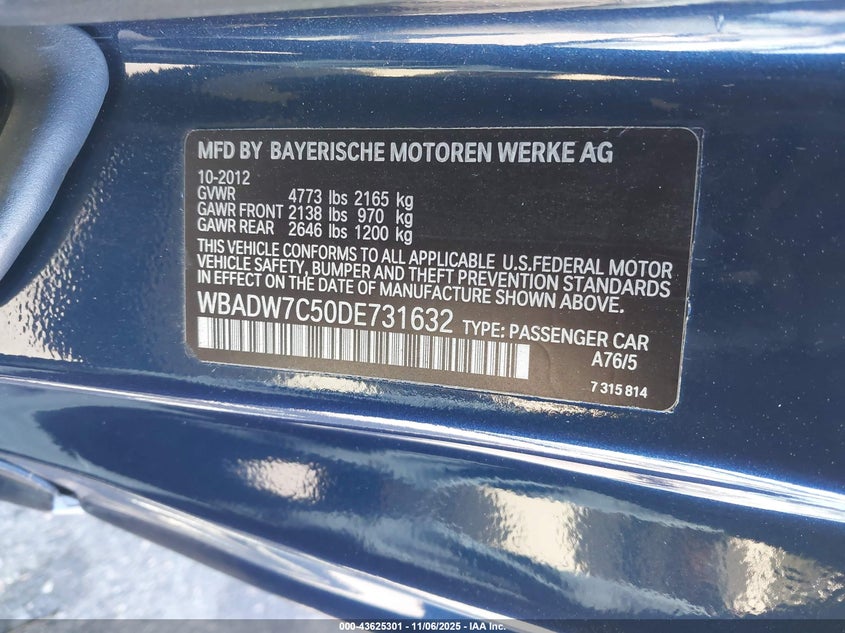 MFD BY BAYERISCHE MOTOREN WERKE AG
10-2012
GVWR 4773 lbs 2165 kg
GAWR FRONT 2138 lbs 970 kg
GAWR REAR 2646 lbs 1200 kg
THIS VEHICLE CONFORMS TO ALL APPLICABLE U.S.FEDERAL MOTOR
VEHICLE SAFETY, BUMPER AND THEFT PREVENTION STANDARDS
IN EFFECT ON THE DATE OF MANUFACTURE SHOWN ABOVE.
WBADW7C50DE731632 TYPE: PASSENGER CAR
A76/5
7 315 814
000-43625301 - 11/06/2025 - IAA Inc.